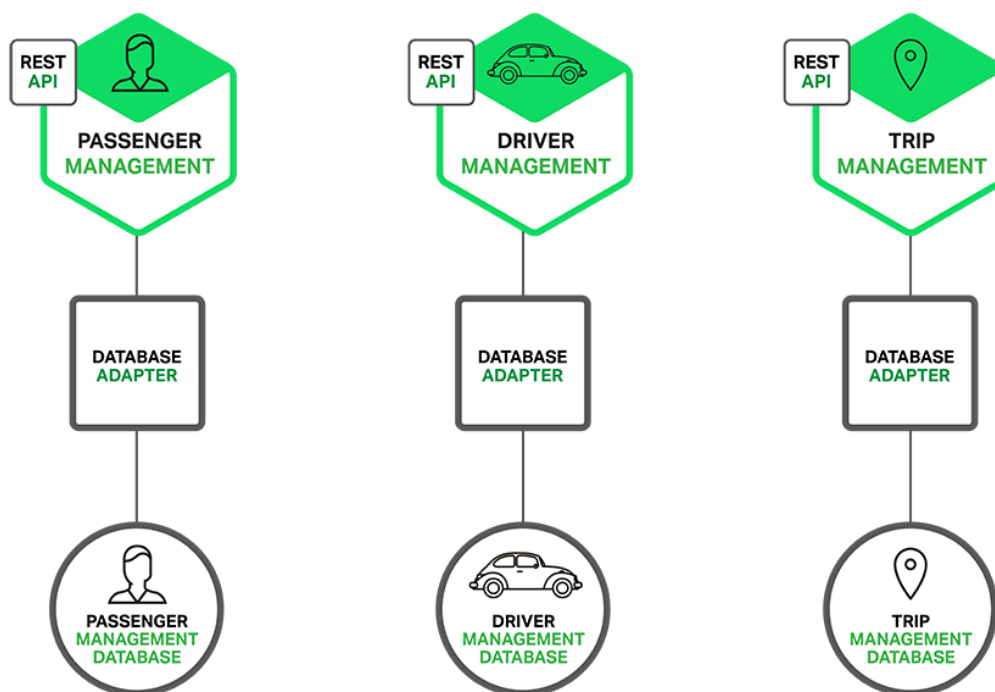 REST
API
PASSENGER
MANAGEMENT
REST
API
DRIVER
MANAGEMENT
REST
API
TRIP
MANAGEMENT
DATABASE
ADAPTER
DATABASE
ADAPTER
DATABASE
ADAPTER
PASSENGER
MANAGEMENT
DATABASE
DRIVER
MANAGEMENT
DATABASE
TRIP
MANAGEMENT
DATABASE